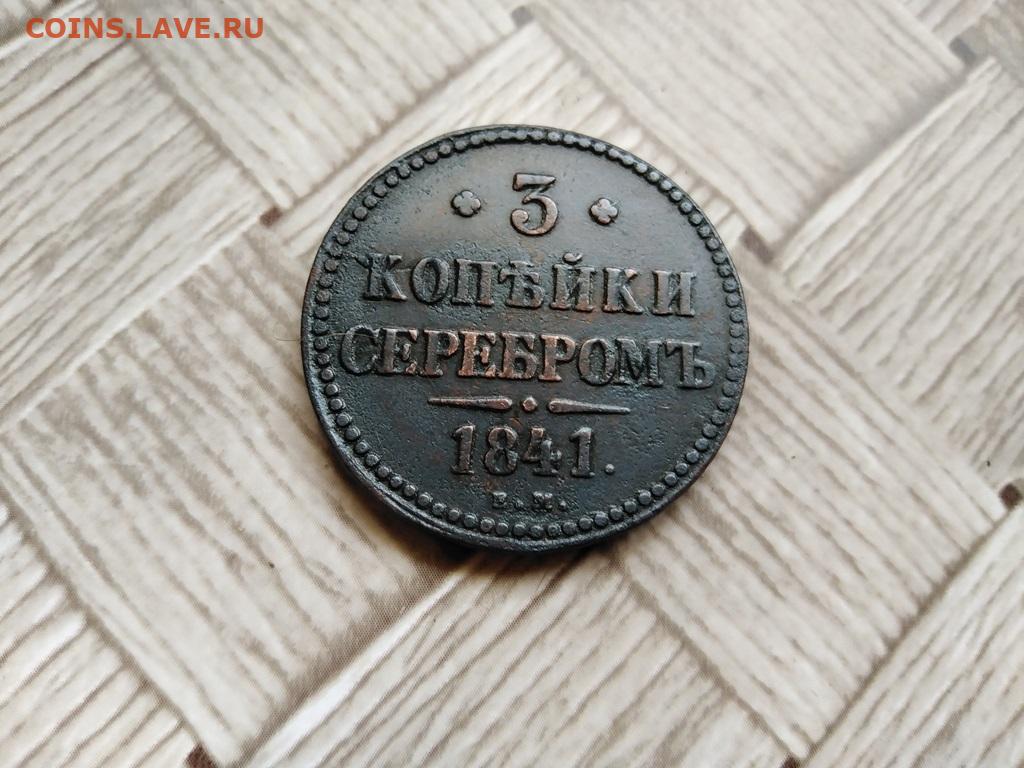 COINS.LAVE.RU
3
КОПѢЙКИ
СЕРЕБРОМЪ
1841.
Е.М.